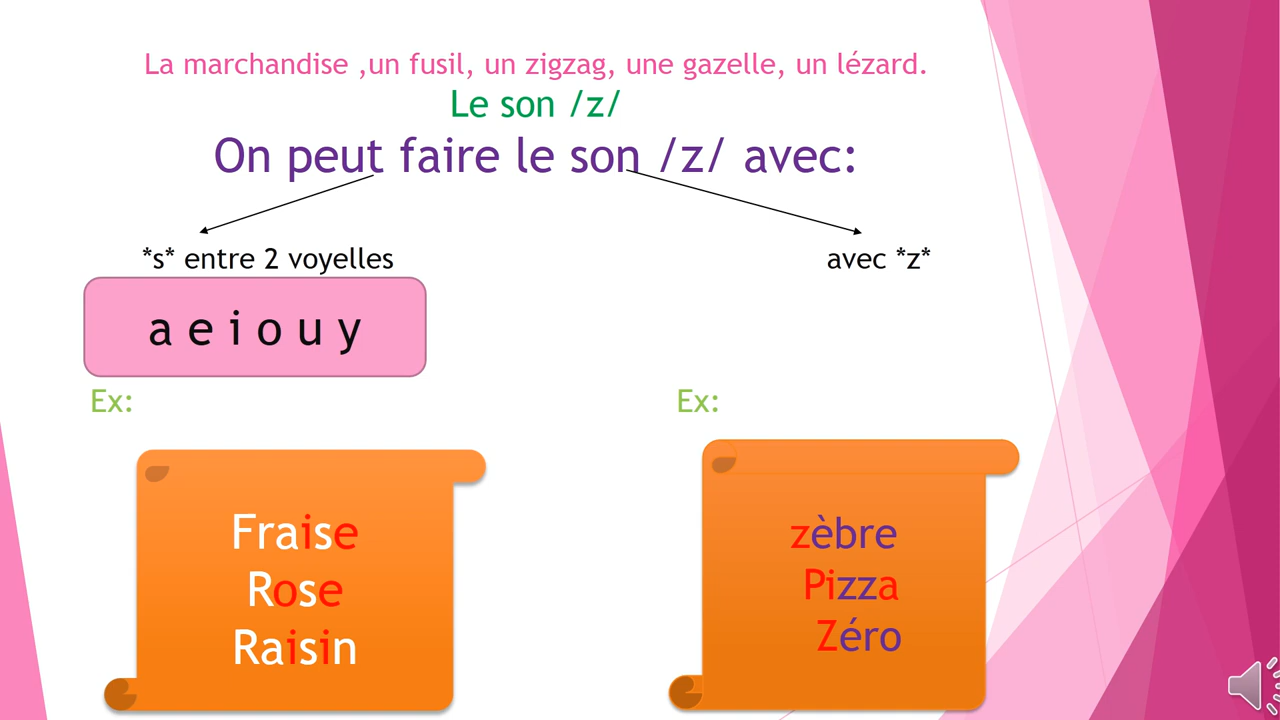 La marchandise ,un fusil, un zigzag, une gazelle, un lézard.
Le son /z/
On peut faire le son /z/ avec:
*s* entre 2 voyelles
avec *z*
a e i o u y
Ex:
Ex:
Fraise
Rose
Raisin
zèbre
Pizza
Zéro